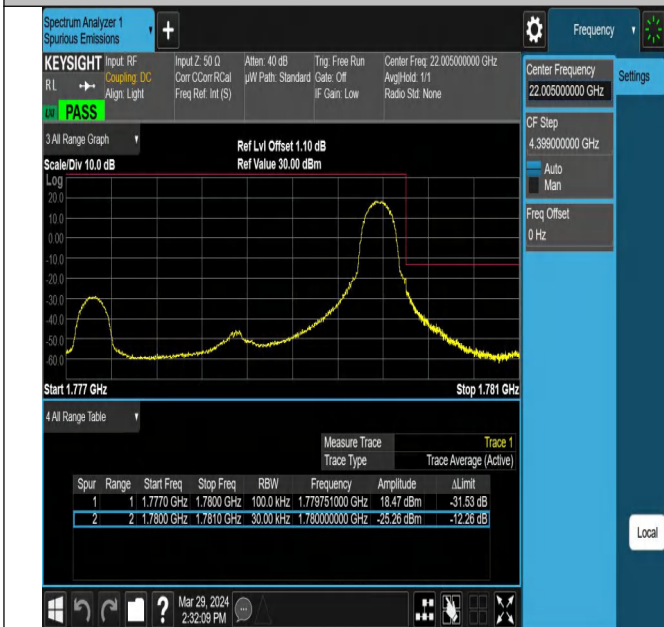 Spectrum Analyzer 1
Spurious Emissions
Frequency
KEYSIGHT Input: RF Input Z: 50 Ω Atten: 40 dB Trig: Free Run Center Freq: 22.005000000 GHz
RL Coupling: DC Corr CCorr RCal µW Path: Standard Gate: Off Avg|Hold: 1/1
Align: Light Freq Ref: Int (S) IF Gain: Low Radio Std: None
PASS
Center Frequency
22.005000000 GHz
Settings
CF Step
4.399000000 GHz
Auto
Man
Freq Offset
0 Hz
3 All Range Graph
Ref Lvl Offset 1.10 dB
Scale/Div 10.0 dB Ref Value 30.00 dBm
Log
20.0
10.0
0.00
-10.0
-20.0
-30.0
-40.0
-50.0
-60.0
Start 1.777 GHz Stop 1.781 GHz
4 All Range Table
Measure Trace Trace 1
Trace Type Trace Average (Active)
Spur Range Start Freq Stop Freq RBW Frequency Amplitude ΔLimit
1 1 1.7770 GHz 1.7800 GHz 100.0 kHz 1.779751000 GHz 18.47 dBm -31.53 dB
2 2 1.7800 GHz 1.7810 GHz 30.00 kHz 1.780000000 GHz -25.26 dBm -12.26 dB
Local
Mar 29, 2024
2:32:09 PM